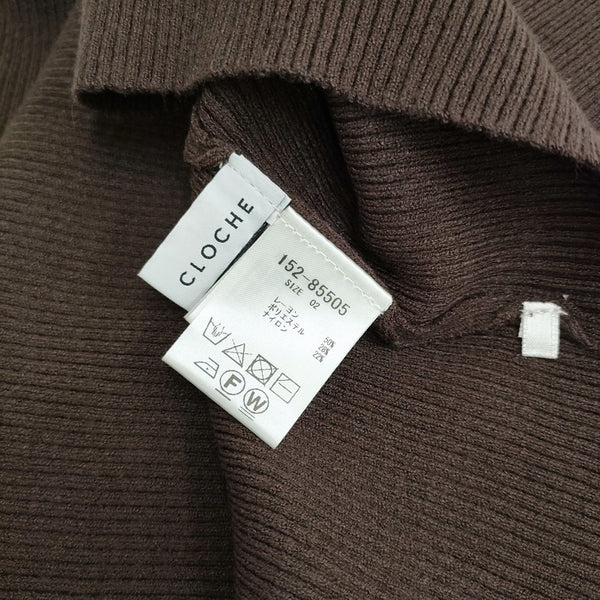 CLOCHE
152-85505
SIZE 02
レーヨン 50%
ポリエステル 28%
ナイロン 22%
F W